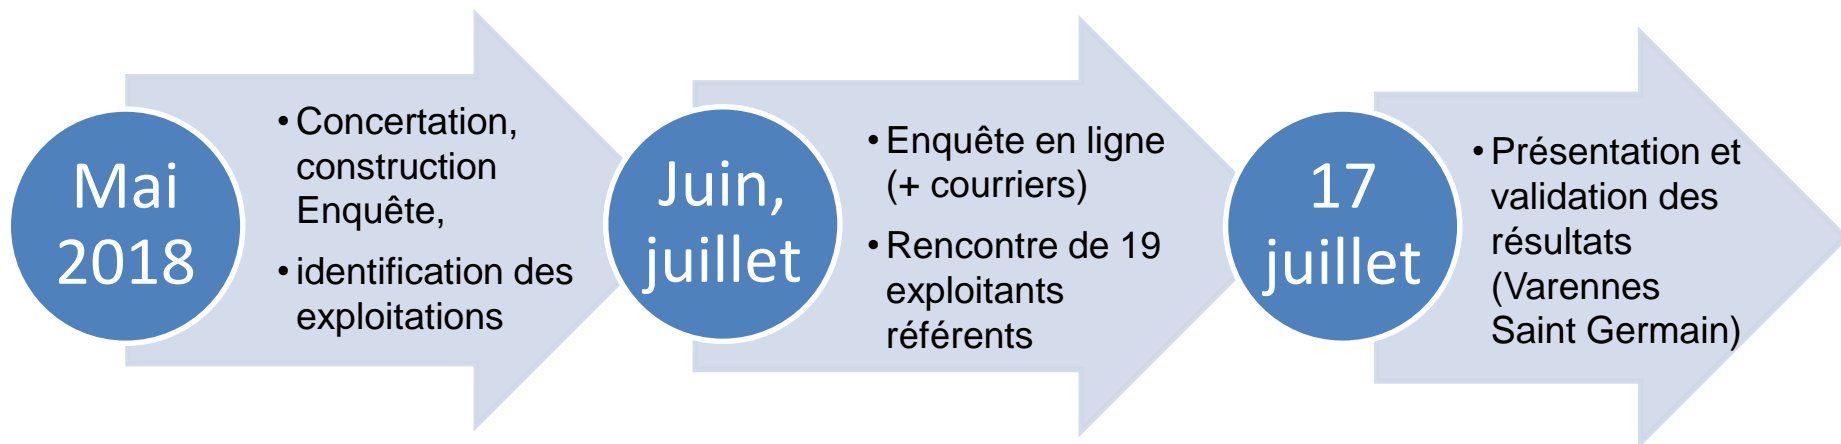 Mai
2018
• Concertation,
construction
Enquête,
• identification des
exploitations
Juin,
juillet
• Enquête en ligne
(+ courriers)
• Rencontre de 19
exploitants
référents
17
juillet
• Présentation et
validation des
résultats
(Varennes
Saint Germain)